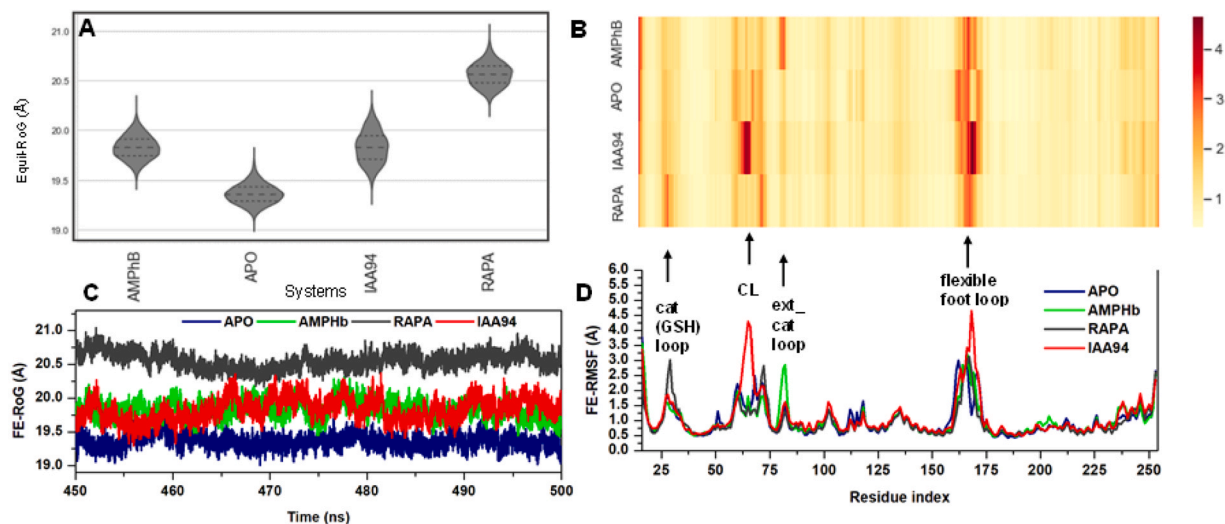 A
Equil-RoG (Å)
21.0
20.5
20.0
19.5
19.0
AMPhB
APO
IAA94
RAPA
Systems
B
AMPhB
APO
IAA94
RAPA
4
3
2
1
C
APO AMPHb RAPA IAA94
FE-RoG (Å)
21.0
20.5
20.0
19.5
19.0
450 460 470 480 490 500
Time (ns)
D
cat
(GSH)
loop
CL
ext_
cat
loop
flexible
foot loop
APO
AMPHb
RAPA
IAA94
FE-RMSF (Å)
6.0
5.5
5.0
4.5
4.0
3.5
3.0
2.5
2.0
1.5
1.0
0.5
0.0
25 50 75 100 125 150 175 200 225 250
Residue index